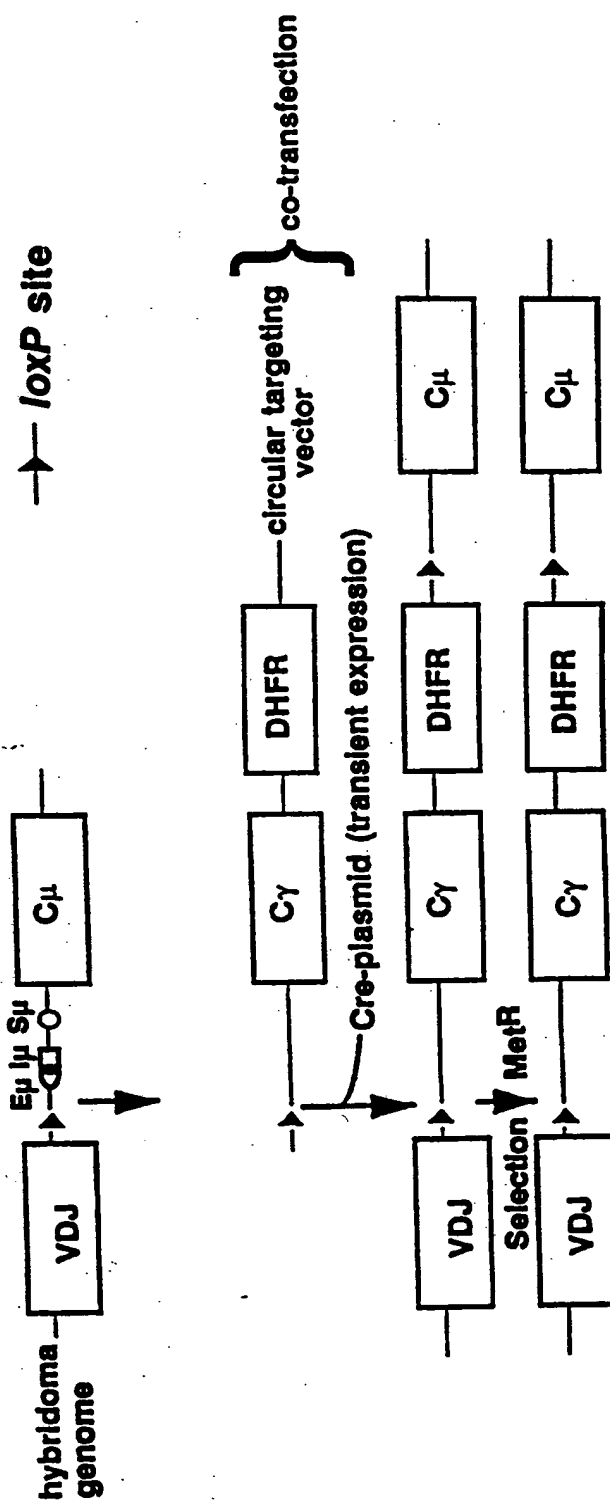 loxP site
hybridoma
genome
VDJ
Eμ Iμ Sμ
Cμ
Cγ
DHFR
circular targeting
vector
co-transfection
Cre-plasmid (transient expression)
VDJ
Cγ
DHFR
Cμ
Selection MetR
VDJ
Cγ
DHFR
Cμ